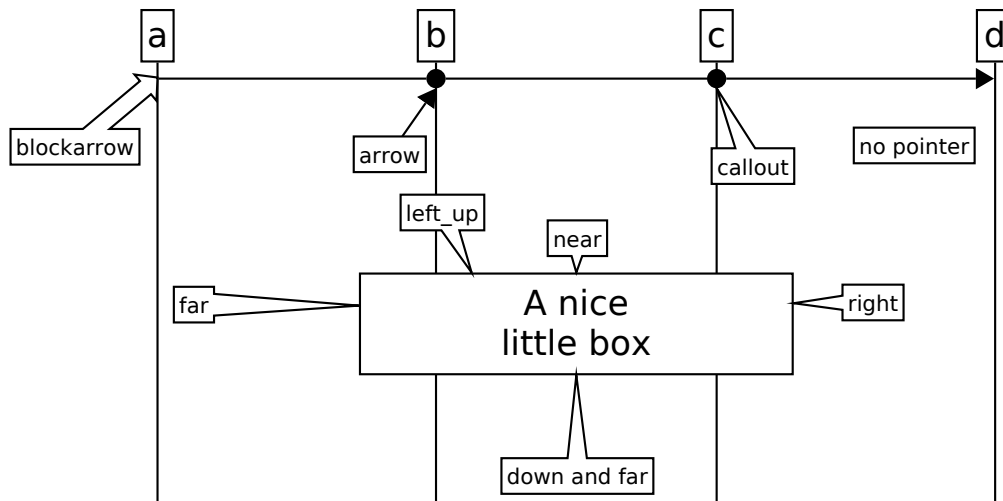 a
b
c
d
blockarrow
arrow
no pointer
callout
left_up
near
far
A nice
little box
right
down and far